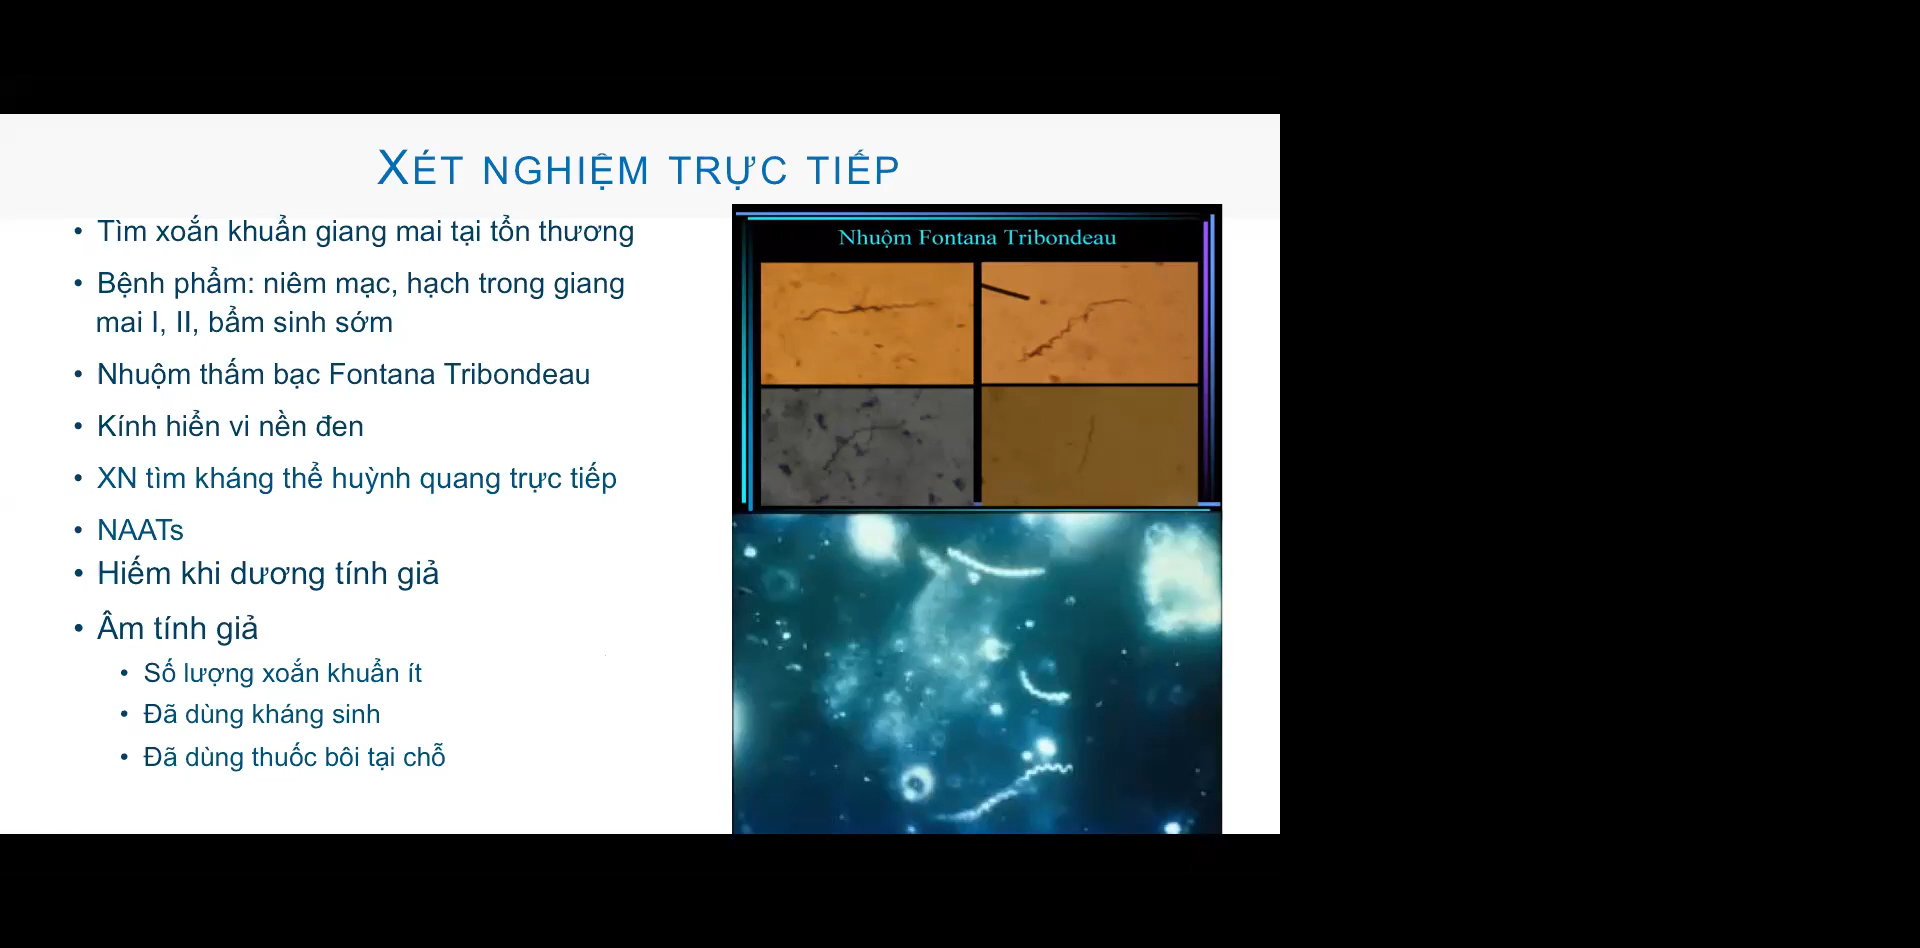 XÉT NGHIỆM TRỰC TIẾP
• Tìm xoắn khuẩn giang mai tại tổn thương
• Bệnh phẩm: niêm mạc, hạch trong giang
mai I, II, bẩm sinh sớm
• Nhuộm thấm bạc Fontana Tribondeau
• Kính hiển vi nền đen
• XN tìm kháng thể huỳnh quang trực tiếp
• NAATs
• Hiếm khi dương tính giả
• Âm tính giả
• Số lượng xoắn khuẩn ít
• Đã dùng kháng sinh
• Đã dùng thuốc bôi tại chỗ
Nhuộm Fontana Tribondeau